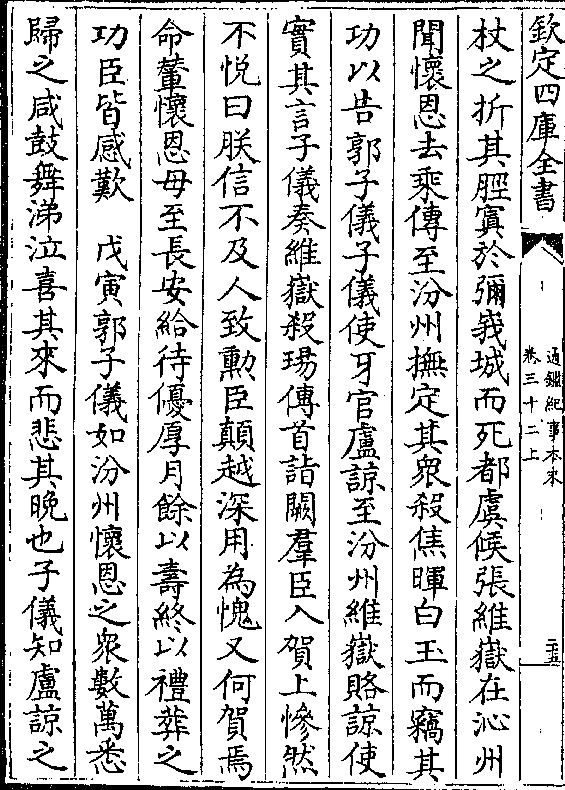 欽定四庫全書
通鑑紀事本末
卷三十二上
二十五
杖之折其脛寘於彌峩城而死都虞候張維嶽在沁州
聞懷恩去乘傳至汾州撫定其衆殺焦暉白玉而竊其
功以告郭子儀子儀使牙官盧諒至汾州維嶽賂諒使
實其言子儀奏維嶽殺瑒傳首詣闕羣臣入賀上慘然
不悦曰朕信不及人致勲臣顛越深用為愧又何賀焉
命輦懷恩母至長安給待優厚月餘以壽終以禮葬之
功臣皆感歎　戊寅郭子儀如汾州懷恩之衆數萬悉
歸之咸鼓舞涕泣喜其來而悲其晚也子儀知盧諒之